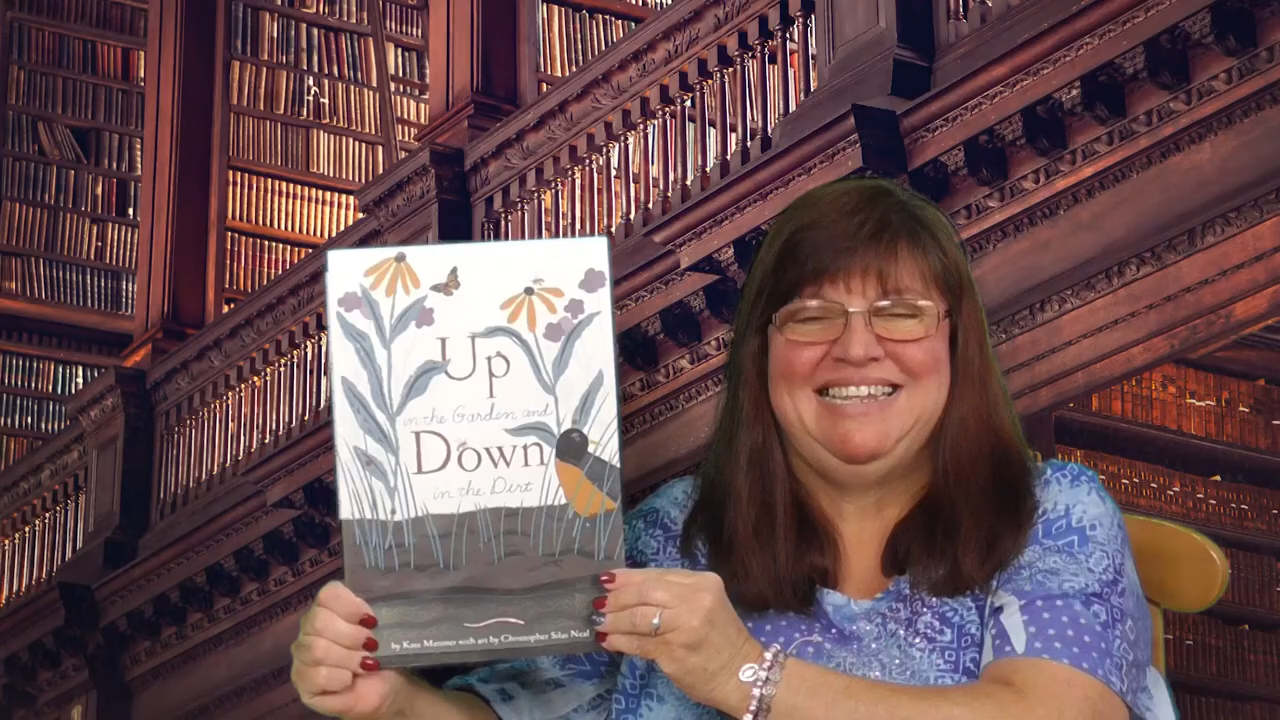 Up
in the Garden and
Down
in the Dirt
by Kate Messner with art by Christopher Silas Neal